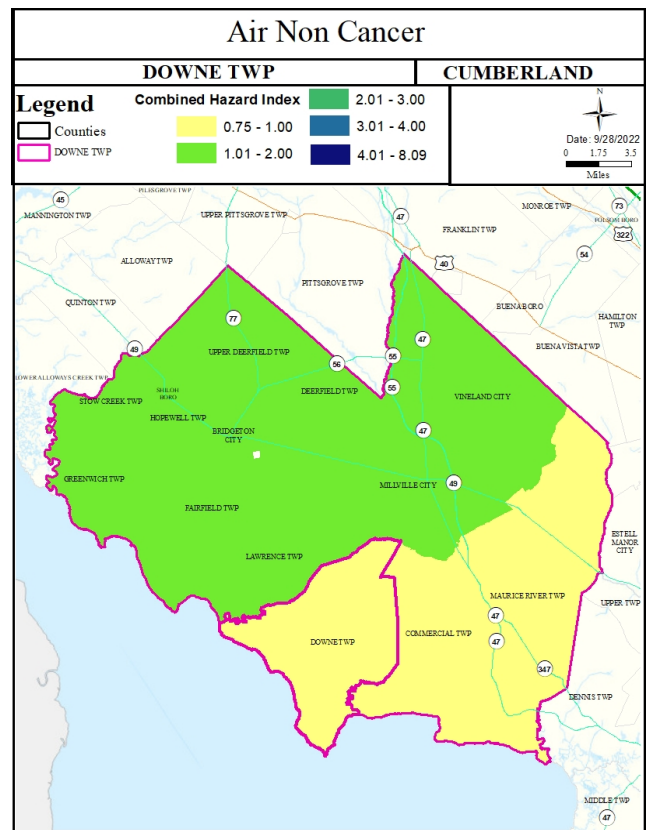 Air Non Cancer
DOWNE TWP
CUMBERLAND
Legend
Counties
DOWNE TWP
Combined Hazard Index
0.75 - 1.00
1.01 - 2.00
2.01 - 3.00
3.01 - 4.00
4.01 - 8.09
N
Date: 9/28/2022
0 1.75 3.5
Miles
PILESGROVE TWP
45
MANNINGTON TWP
UPPER PITTSGROVE TWP
47
MONROE TWP
73
FOLSOM BORO
322
FRANKLIN TWP
54
ALLOWAY TWP
40
PITTSGROVE TWP
QUINTON TWP
BUENA BORO
HAMILTON
TWP
77
49
47
BUENA VISTA TWP
UPPER DEERFIELD TWP
55
56
LOWER ALLOWAYS CREEK TWP
55
SHILOH
BORO
DEERFIELD TWP
VINELAND CITY
STOW CREEK TWP
HOPEWELL TWP
BRIDGETON
CITY
47
GREENWICH TWP
MILLVILLE CITY
49
FAIRFIELD TWP
ESTELL
MANOR
CITY
LAWRENCE TWP
MAURICE RIVER TWP
UPPER TWP
47
DOWNE TWP
COMMERCIAL TWP
47
347
DENNIS TWP
MIDDLE TWP
47